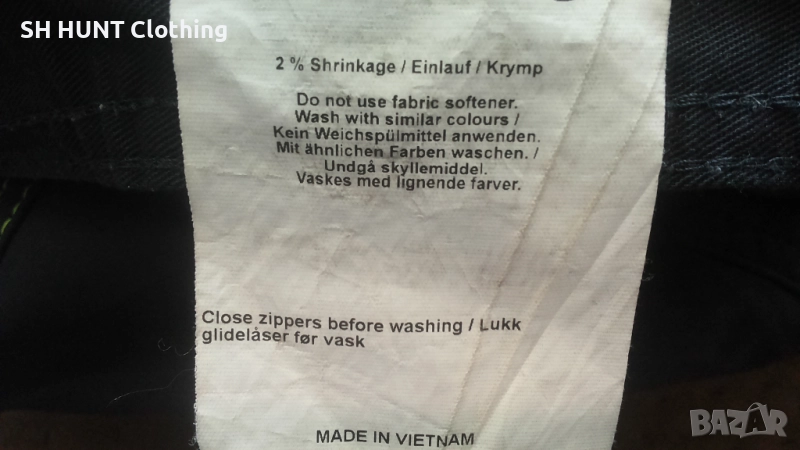 SH HUNT Clothing
2 % Shrinkage / Einlauf / Krymp
Do not use fabric softener.
Wash with similar colours /
Kein Weichspülmittel anwenden.
Mit ähnlichen Farben waschen. /
Undgå skyllemiddel.
Vaskes med lignende farver.
Close zippers before washing / Lukk
glidelåser før vask
MADE IN VIETNAM
BAZAR